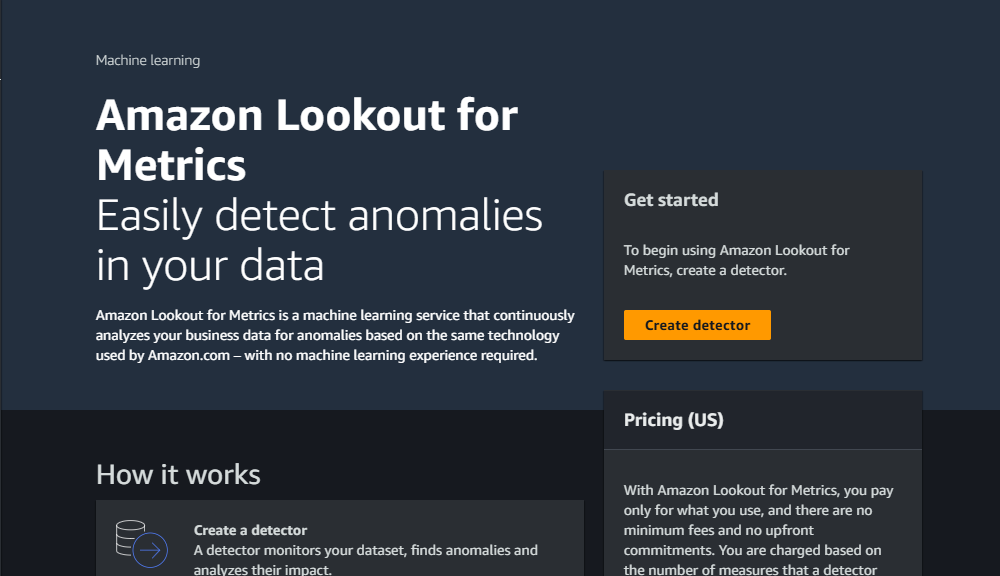 Machine learning
Amazon Lookout for
Metrics
Easily detect anomalies
in your data
Amazon Lookout for Metrics is a machine learning service that continuously
analyzes your business data for anomalies based on the same technology
used by Amazon.com – with no machine learning experience required.
Get started
To begin using Amazon Lookout for
Metrics, create a detector.
Create detector
Pricing (US)
With Amazon Lookout for Metrics, you pay
only for what you use, and there are no
minimum fees and no upfront
commitments. You are charged based on
the number of measures that a detector
How it works
Create a detector
A detector monitors your dataset, finds anomalies and
analyzes their impact.